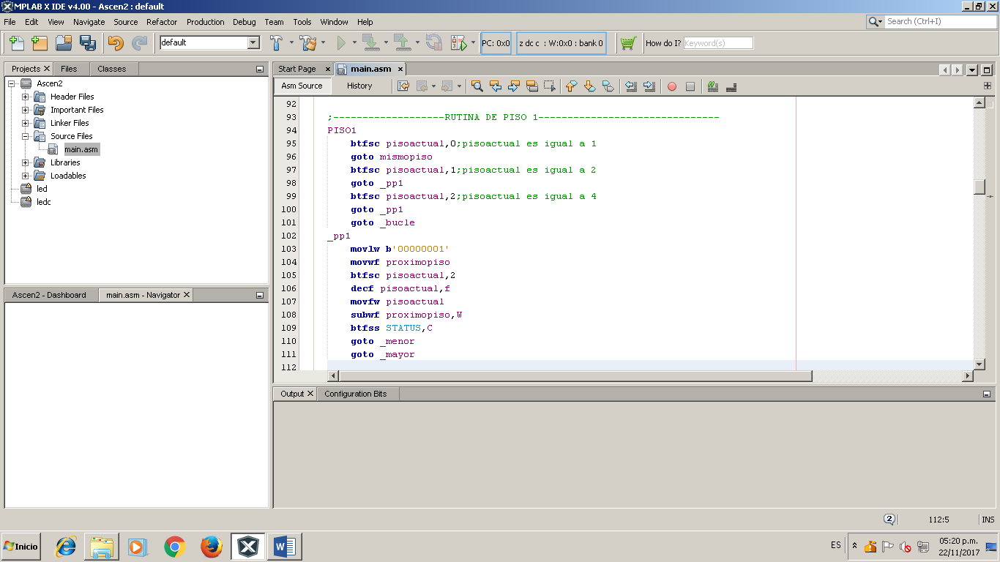 MPLAB X IDE v4.00 - Ascen2 : default
File Edit View Navigate Source Refactor Production Debug Team Tools Window Help
Search (Ctrl+I)
default
PC: 0x0
z dc c : W:0x0 : bank 0
How do I?
Keyword(s)
Projects Files Classes
Ascen2
Header Files
Important Files
Linker Files
Source Files
main.asm
Libraries
Loadables
led
ledc
Ascen2 - Dashboard main.asm - Navigator
Start Page main.asm
Asm Source History
92
93 ;-------------------RUTINA DE PISO 1-------------------------------
94 PISO1
95 btfsc pisoactual,0;pisoactual es igual a 1
96 goto mismopiso
97 btfsc pisoactual,1;pisoactual es igual a 2
98 goto _pp1
99 btfsc pisoactual,2;pisoactual es igual a 4
100 goto _pp1
101 goto _bucle
102 _pp1
103 movlw b'00000001'
104 movwf proximopiso
105 btfsc pisoactual,2
106 decf pisoactual,f
107 movfw pisoactual
108 subwf proximopiso,W
109 btfss STATUS,C
110 goto _menor
111 goto _mayor
112
Output Configuration Bits
2 112:5 INS
Inicio
ES
05:20 p.m.
22/11/2017